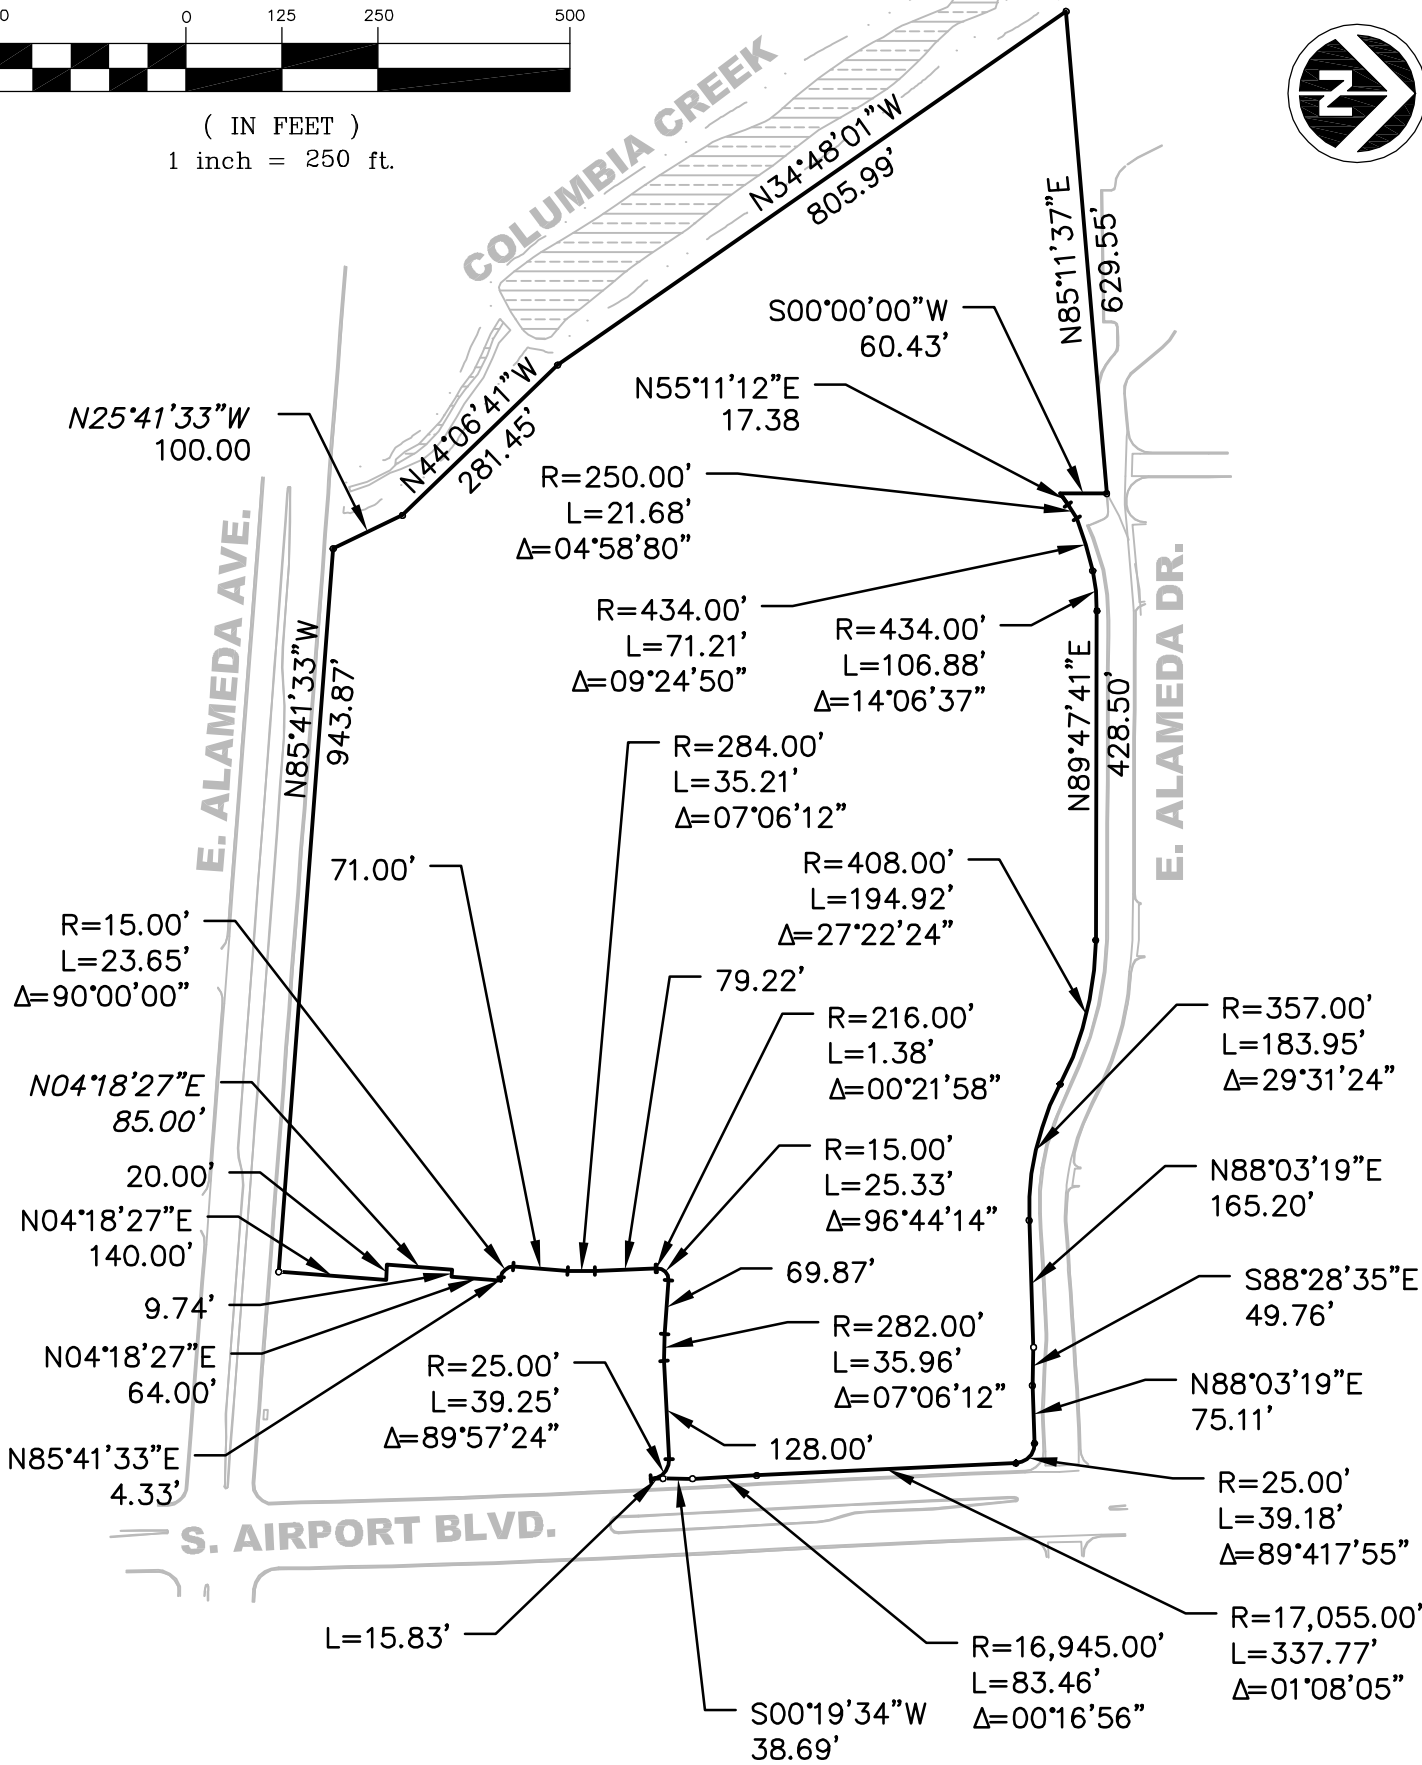 0
0
125
250
500
( IN FEET )
1 inch = 250 ft.
N
COLUMBIA CREEK
N34°48'01"W
805.99'
N85°11'37"E
629.55'
S00°00'00"W
60.43'
N55°11'12"E
17.38
N44°06'41"W
281.45'
N25°41'33"W
100.00
R=250.00'
L=21.68'
Δ=04°58'80"
R=434.00'
L=71.21'
Δ=09°24'50"
R=434.00'
L=106.88'
Δ=14°06'37"
E. ALAMEDA AVE.
N85°41'33"W
943.87'
N89°47'41"E
428.50'
E. ALAMEDA DR.
R=284.00'
L=35.21'
Δ=07°06'12"
71.00'
R=408.00'
L=194.92'
Δ=27°22'24"
R=15.00'
L=23.65'
Δ=90°00'00"
79.22'
R=216.00'
L=1.38'
Δ=00°21'58"
R=357.00'
L=183.95'
Δ=29°31'24"
N04°18'27"E
85.00'
R=15.00'
L=25.33'
Δ=96°44'14"
20.00'
N88°03'19"E
165.20'
N04°18'27"E
140.00'
69.87'
S88°28'35"E
49.76'
9.74'
R=282.00'
L=35.96'
Δ=07°06'12"
N04°18'27"E
64.00'
R=25.00'
L=39.25'
Δ=89°57'24"
N88°03'19"E
75.11'
128.00'
N85°41'33"E
4.33'
R=25.00'
L=39.18'
Δ=89°417'55"
S. AIRPORT BLVD.
L=15.83'
R=17,055.00'
L=337.77'
Δ=01°08'05"
R=16,945.00'
L=83.46'
Δ=00°16'56"
S00°19'34"W
38.69'